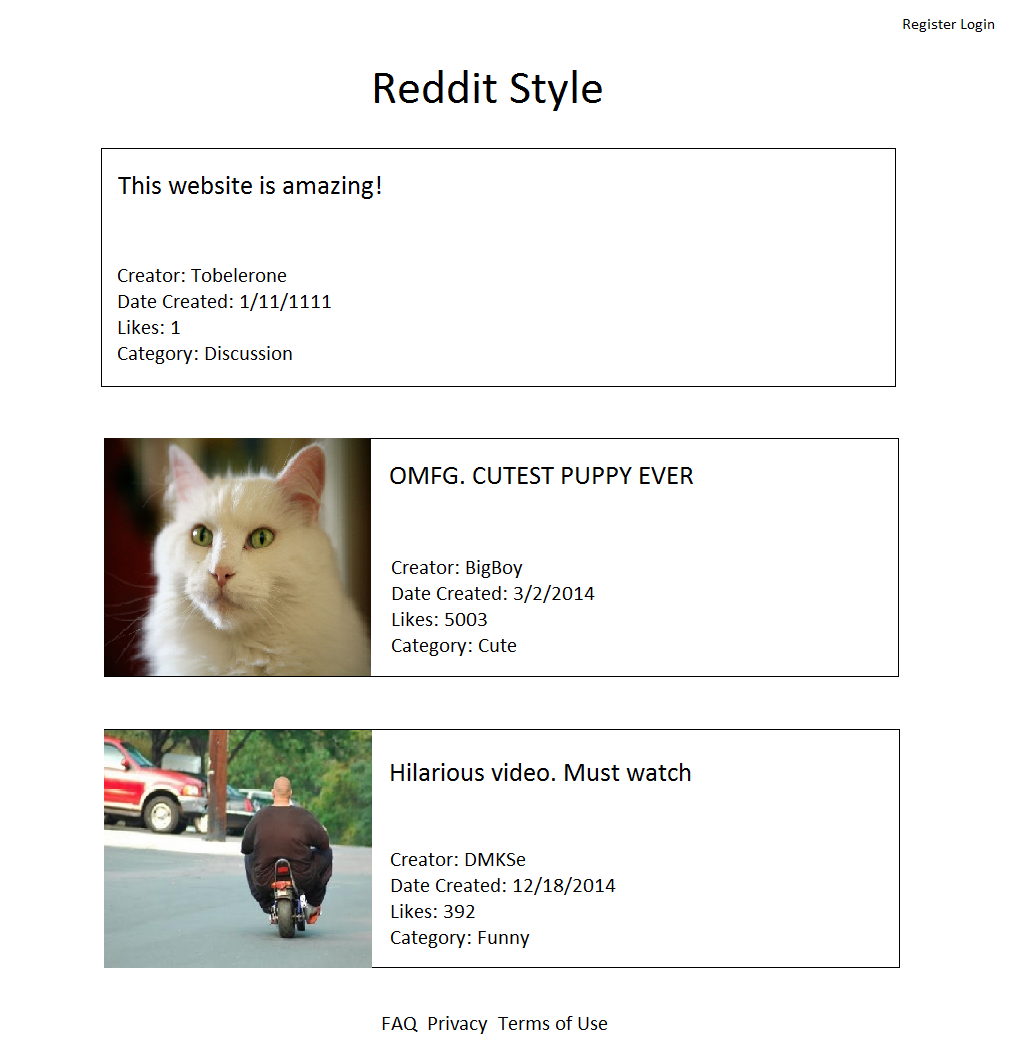 Register Login
Reddit Style
This website is amazing!
Creator: Tobelerone
Date Created: 1/11/1111
Likes: 1
Category: Discussion
OMFG. CUTEST PUPPY EVER
Creator: BigBoy
Date Created: 3/2/2014
Likes: 5003
Category: Cute
Hilarious video. Must watch
Creator: DMKSe
Date Created: 12/18/2014
Likes: 392
Category: Funny
FAQ Privacy Terms of Use